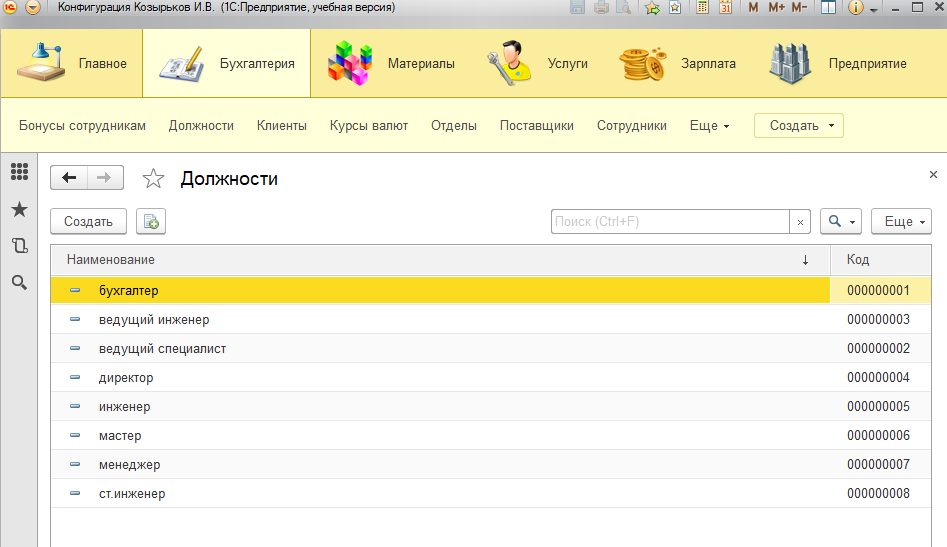 Конфигурация Козырьков И.В. (1С:Предприятие, учебная версия) M M+ M-
Главное Бухгалтерия Материалы Услуги Зарплата Предприятие
Бонусы сотрудникам Должности Клиенты Курсы валют Отделы Поставщики Сотрудники Еще Создать
Должности
Создать Поиск (Ctrl+F) Еще
Наименование Код
бухгалтер 000000001
ведущий инженер 000000003
ведущий специалист 000000002
директор 000000004
инженер 000000005
мастер 000000006
менеджер 000000007
ст.инженер 000000008